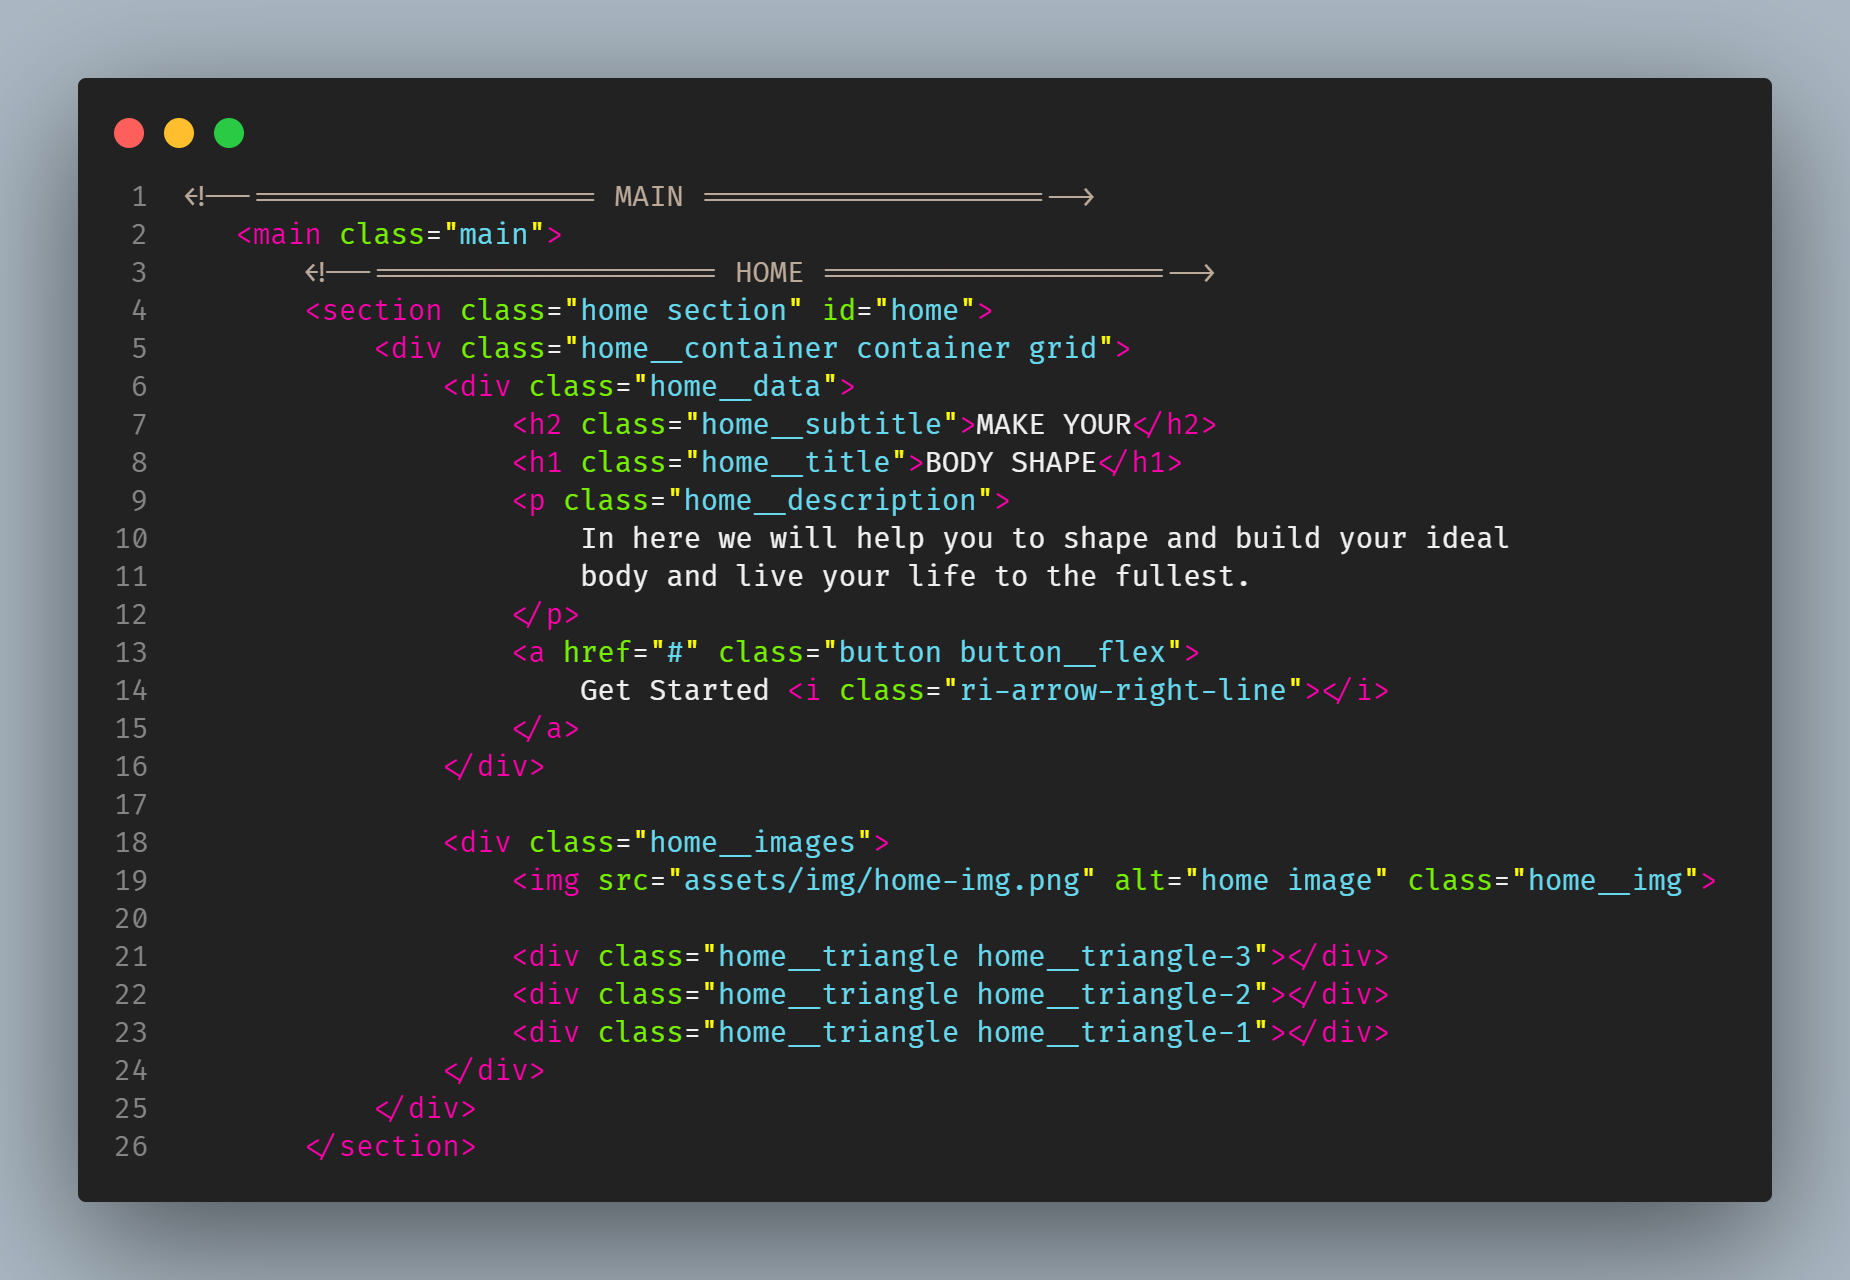 1 <!--==================== MAIN ====================-->
2    <main class="main">
3        <!--==================== HOME ====================-->
4        <section class="home section" id="home">
5            <div class="home__container container grid">
6                <div class="home__data">
7                    <h2 class="home__subtitle">MAKE YOUR</h2>
8                    <h1 class="home__title">BODY SHAPE</h1>
9                    <p class="home__description">
10                        In here we will help you to shape and build your ideal
11                        body and live your life to the fullest.
12                    </p>
13                    <a href="#" class="button button__flex">
14                        Get Started <i class="ri-arrow-right-line"></i>
15                    </a>
16                </div>
17
18                <div class="home__images">
19                    <img src="assets/img/home-img.png" alt="home image" class="home__img">
20
21                    <div class="home__triangle home__triangle-3"></div>
22                    <div class="home__triangle home__triangle-2"></div>
23                    <div class="home__triangle home__triangle-1"></div>
24                </div>
25            </div>
26        </section>